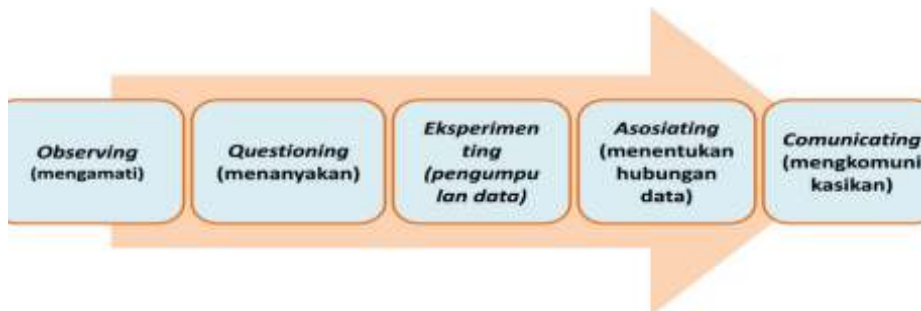 Observing
(mengamati)
Questioning
(menanyakan)
Eksperimen
ting
(pengumpu
lan data)
Asosiating
(menentukan
hubungan
data)
Comunicating
(mengkomuni
kasikan)